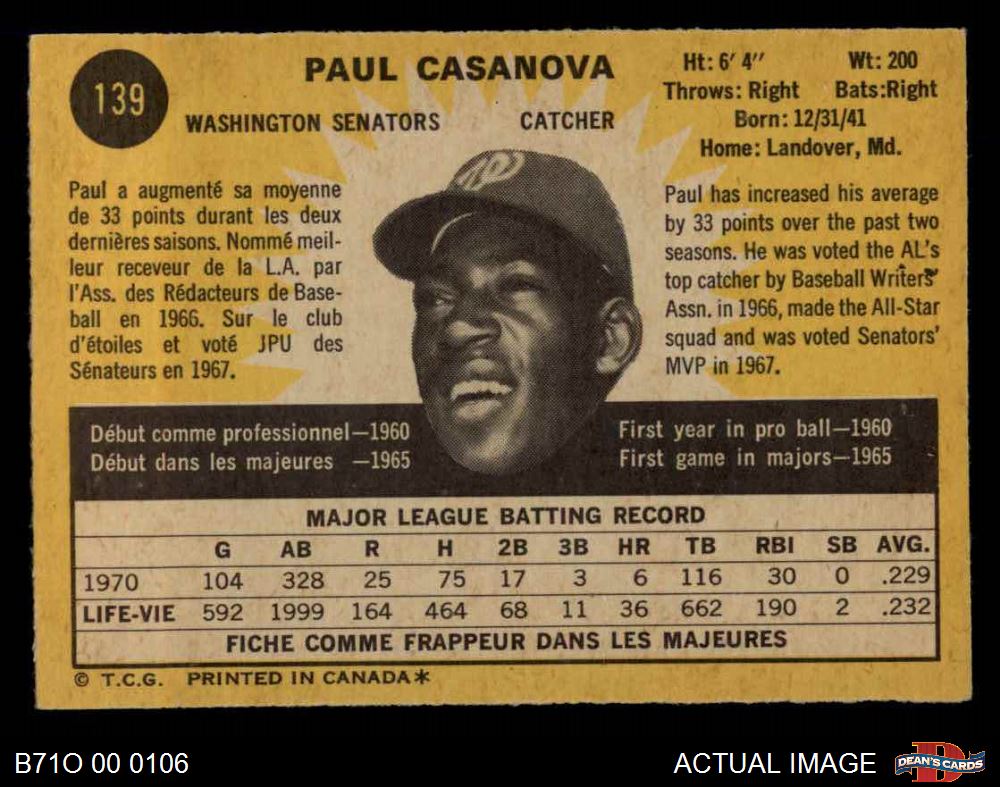 139
PAUL CASANOVA
WASHINGTON SENATORS CATCHER
Ht: 6' 4" Wt: 200
Throws: Right Bats:Right
Born: 12/31/41
Home: Landover, Md.
Paul a augmenté sa moyenne
de 33 points durant les deux
dernières saisons. Nommé meil-
leur receveur de la L.A. par
l'Ass. des Rédacteurs de Base-
ball en 1966. Sur le club
d'étoiles et voté JPU des
Sénateurs en 1967.
Paul has increased his average
by 33 points over the past two
seasons. He was voted the AL's
top catcher by Baseball Writers'
Assn. in 1966, made the All-Star
squad and was voted Senators'
MVP in 1967.
Début comme professionnel—1960
Début dans les majeures —1965
First year in pro ball—1960
First game in majors—1965
MAJOR LEAGUE BATTING RECORD
G AB R H 2B 3B HR TB RBI SB AVG.
1970 104 328 25 75 17 3 6 116 30 0 .229
LIFE-VIE 592 1999 164 464 68 11 36 662 190 2 .232
FICHE COMME FRAPPEUR DANS LES MAJEURES
© T.C.G. PRINTED IN CANADA*
B71O 00 0106
ACTUAL IMAGE
DEAN'S CARDS